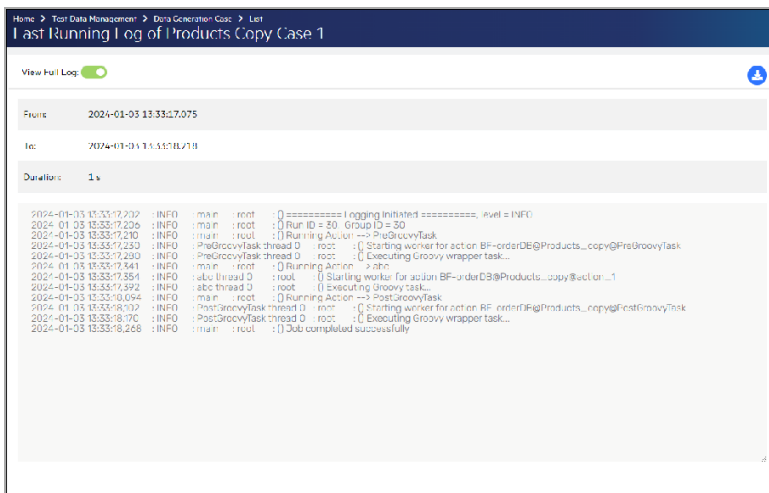 Home > Test Data Management > Data Generation Case > List
Last Running Log of Products Copy Case 1
View Full Log:
From: 2024-01-03 13:33:17.075
To: 2024-01-03 13:33:18.218
Duration: 1 s
2024-01-03 13:33:17,202 : INFO : main : root : () ========== Logging Initiated ==========, level = INFO
2024-01-03 13:33:17,206 : INFO : main : root : () Run ID = 30, Group ID = 30
2024-01-03 13:33:17,210 : INFO : main : root : () Running Action --> PreGroovyTask
2024-01-03 13:33:17,230 : INFO : PreGroovyTask thread 0 : root : () Starting worker for action BF-orderDB@Products_copy@PreGroovyTask
2024-01-03 13:33:17,280 : INFO : PreGroovyTask thread 0 : root : () Executing Groovy wrapper task...
2024-01-03 13:33:17,341 : INFO : main : root : () Running Action --> abc
2024-01-03 13:33:17,354 : INFO : abc thread 0 : root : () Starting worker for action BF-orderDB@Products_copy@action_1
2024-01-03 13:33:17,392 : INFO : abc thread 0 : root : () Executing Groovy task...
2024-01-03 13:33:18,094 : INFO : main : root : () Running Action --> PostGroovyTask
2024-01-03 13:33:18,102 : INFO : PostGroovyTask thread 0 : root : () Starting worker for action BF-orderDB@Products_copy@PostGroovyTask
2024-01-03 13:33:18,170 : INFO : PostGroovyTask thread 0 : root : () Executing Groovy wrapper task...
2024-01-03 13:33:18,268 : INFO : main : root : () Job completed successfully